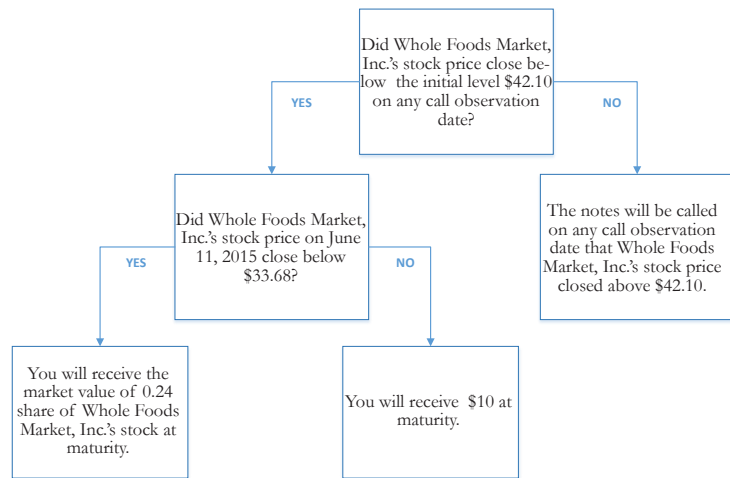 Did Whole Foods Market,
Inc.'s stock price close be-
low the initial level $42.10
on any call observation
date?
YES
NO
Did Whole Foods Market,
Inc.'s stock price on June
11, 2015 close below
$33.68?
The notes will be called
on any call observation
date that Whole Foods
Market, Inc.'s stock price
closed above $42.10.
YES
NO
You will receive the
market value of 0.24
share of Whole Foods
Market, Inc.'s stock at
maturity.
You will receive $10 at
maturity.